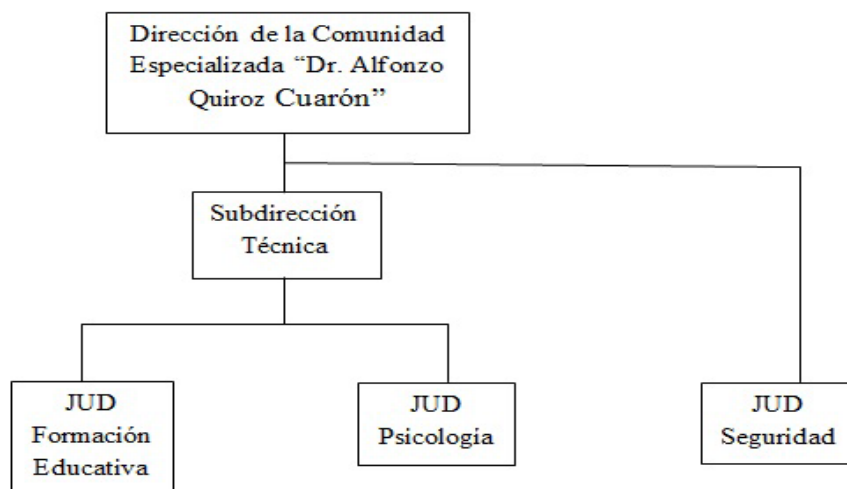 Dirección de la Comunidad
Especializada “Dr. Alfonzo
Quiroz Cuarón”
Subdirección
Técnica
JUD
Formación
Educativa
JUD
Psicología
JUD
Seguridad